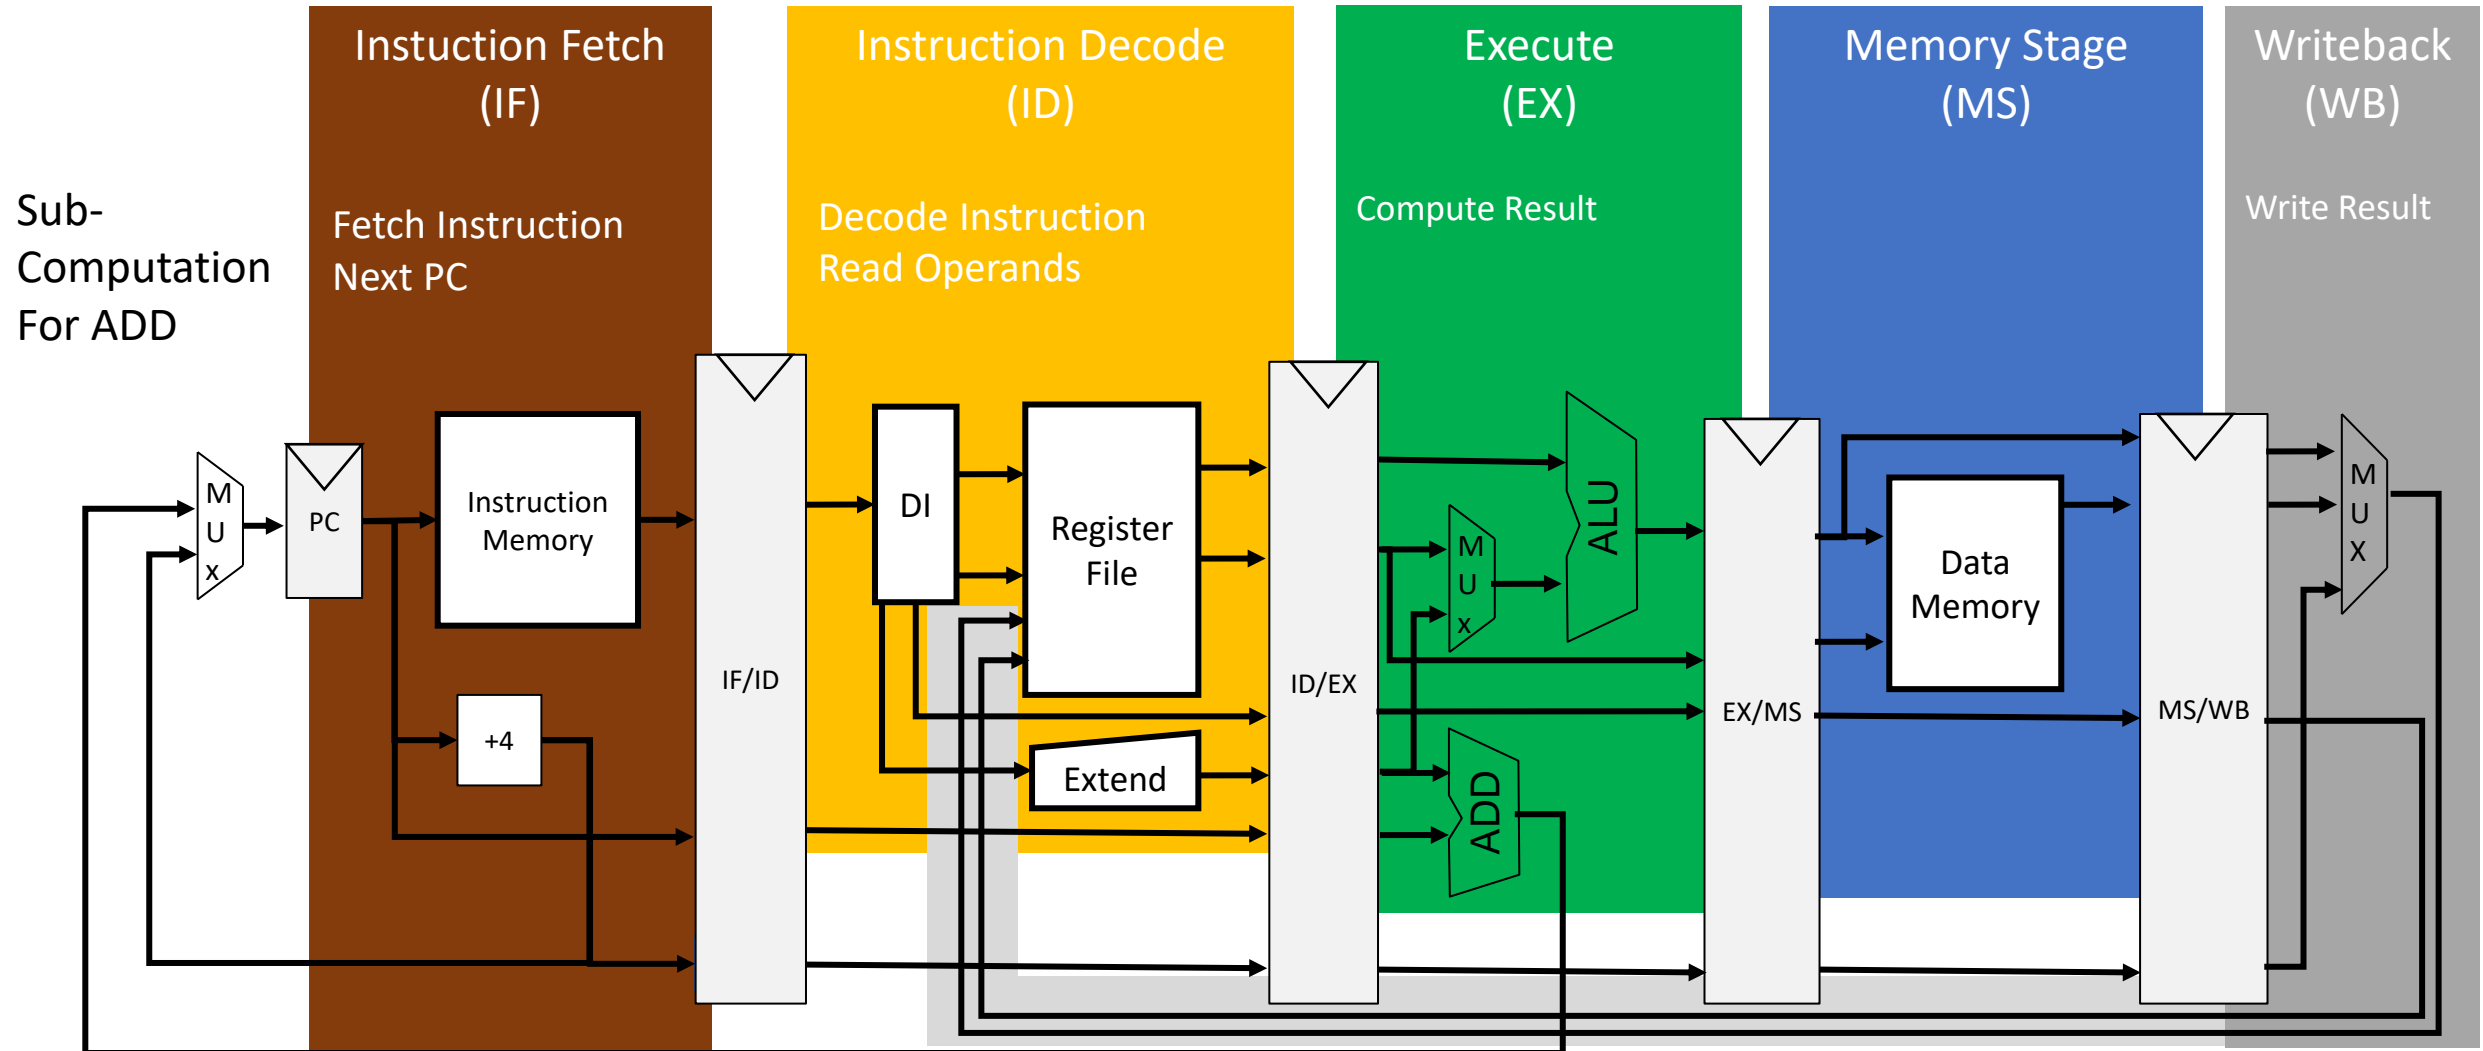 Instuction Fetch
(IF)
Instruction Decode
(ID)
Execute
(EX)
Memory Stage
(MS)
Writeback
(WB)
Sub-
Computation
For ADD
Fetch Instruction
Next PC
Decode Instruction
Read Operands
Compute Result
Write Result
M
U
x
PC
Instruction
Memory
+4
IF/ID
DI
Register
File
Extend
ID/EX
M
U
x
ALU
ADD
EX/MS
Data
Memory
MS/WB
M
U
X